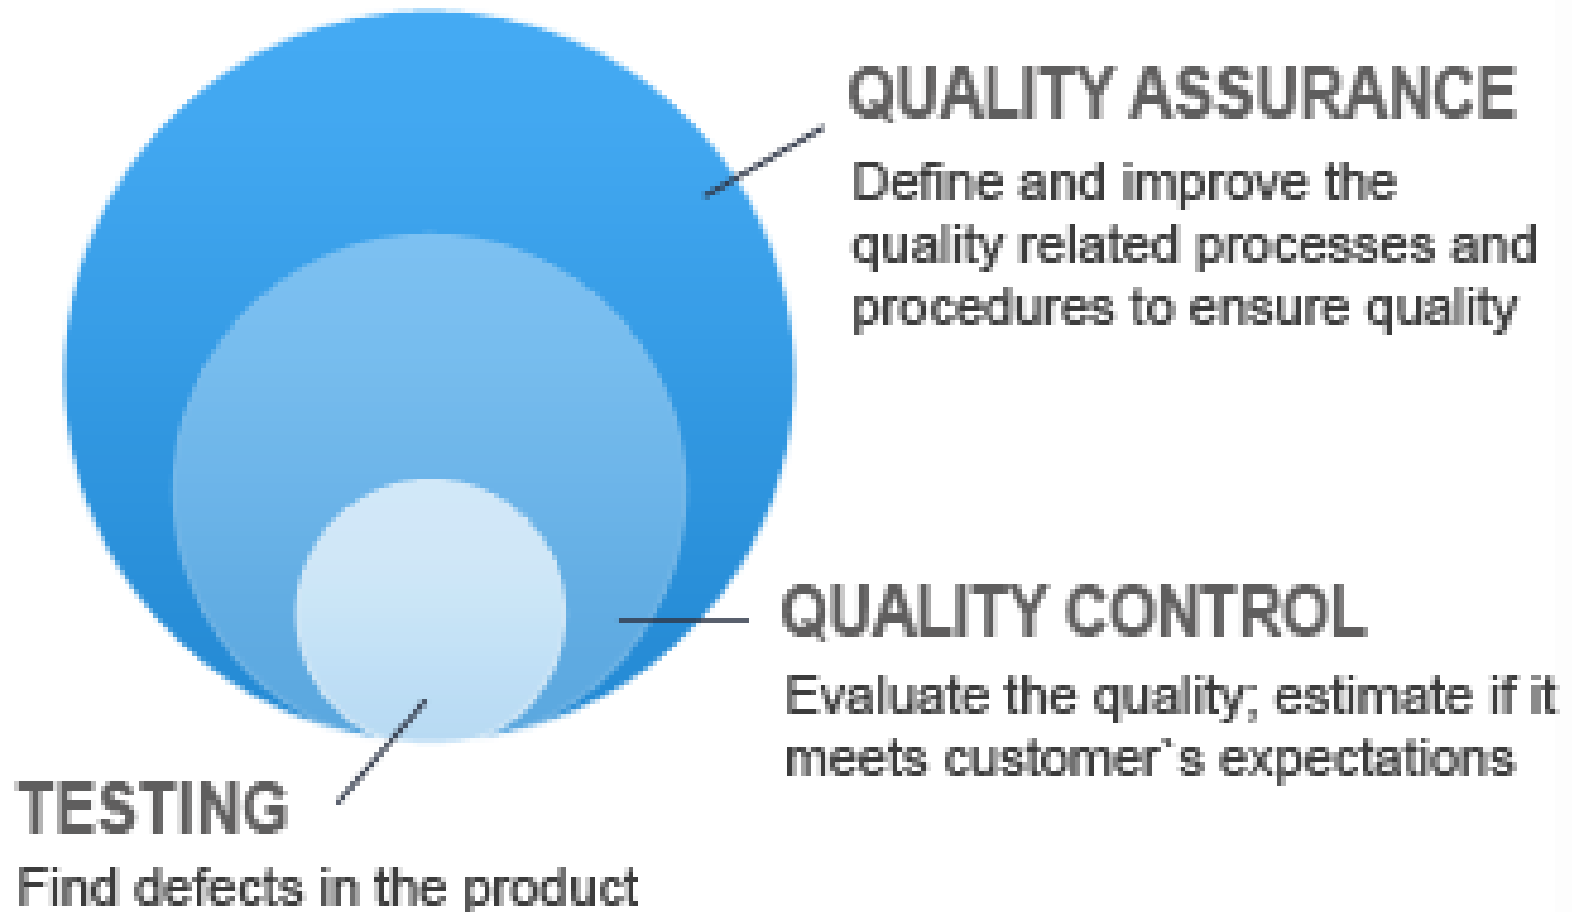 QUALITY ASSURANCE
Define and improve the
quality related processes and
procedures to ensure quality
QUALITY CONTROL
Evaluate the quality; estimate if it
meets customer`s expectations
TESTING
Find defects in the product